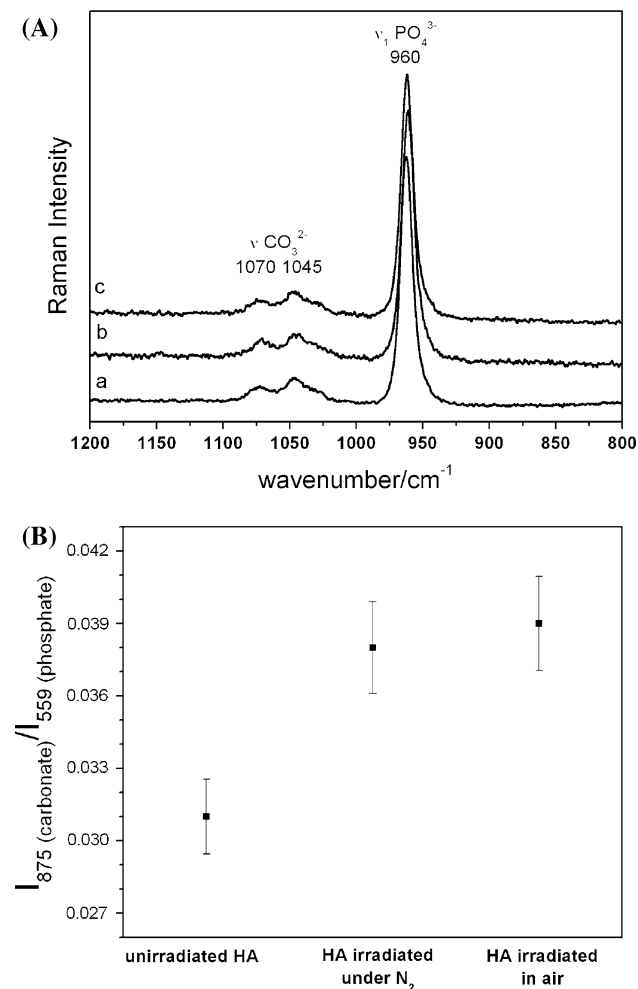 (A)
ν₁ PO₄³⁻
960
ν CO₃²⁻
1070 1045
c
b
a
Raman Intensity
1200 1150 1100 1050 1000 950 900 850 800
wavenumber/cm⁻¹
(B)
I₈₇₅ (carbonate)/I₅₅₉ (phosphate)
0.042
0.039
0.036
0.033
0.030
0.027
unirradiated HA
HA irradiated
under N₂
HA irradiated
in air